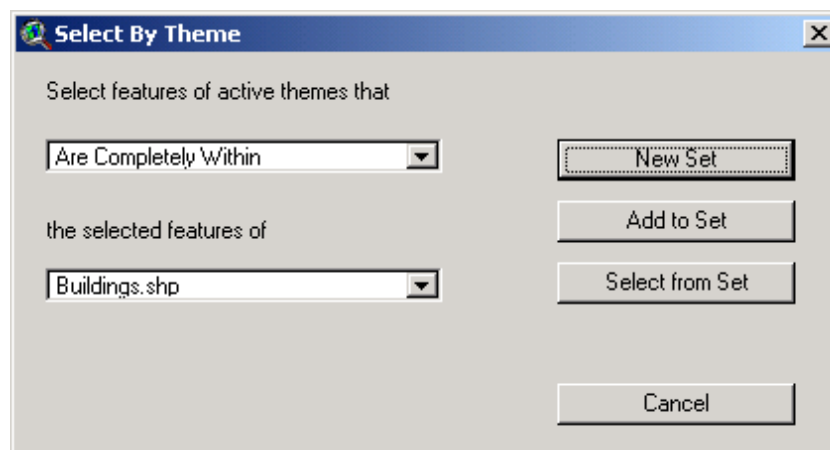 Select By Theme
Select features of active themes that
Are Completely Within
New Set
Add to Set
the selected features of
Buildings.shp
Select from Set
Cancel